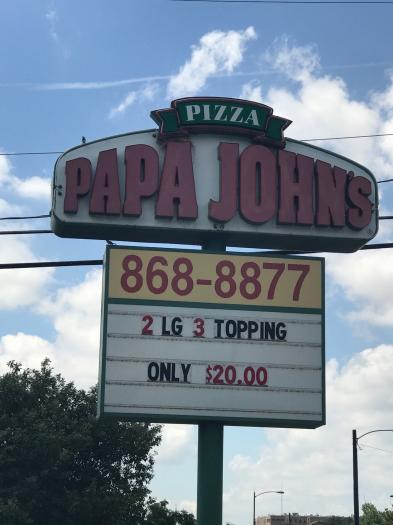 PIZZA
PAPA JOHN'S
868-8877
2 LG 3 TOPPING
ONLY $20.00